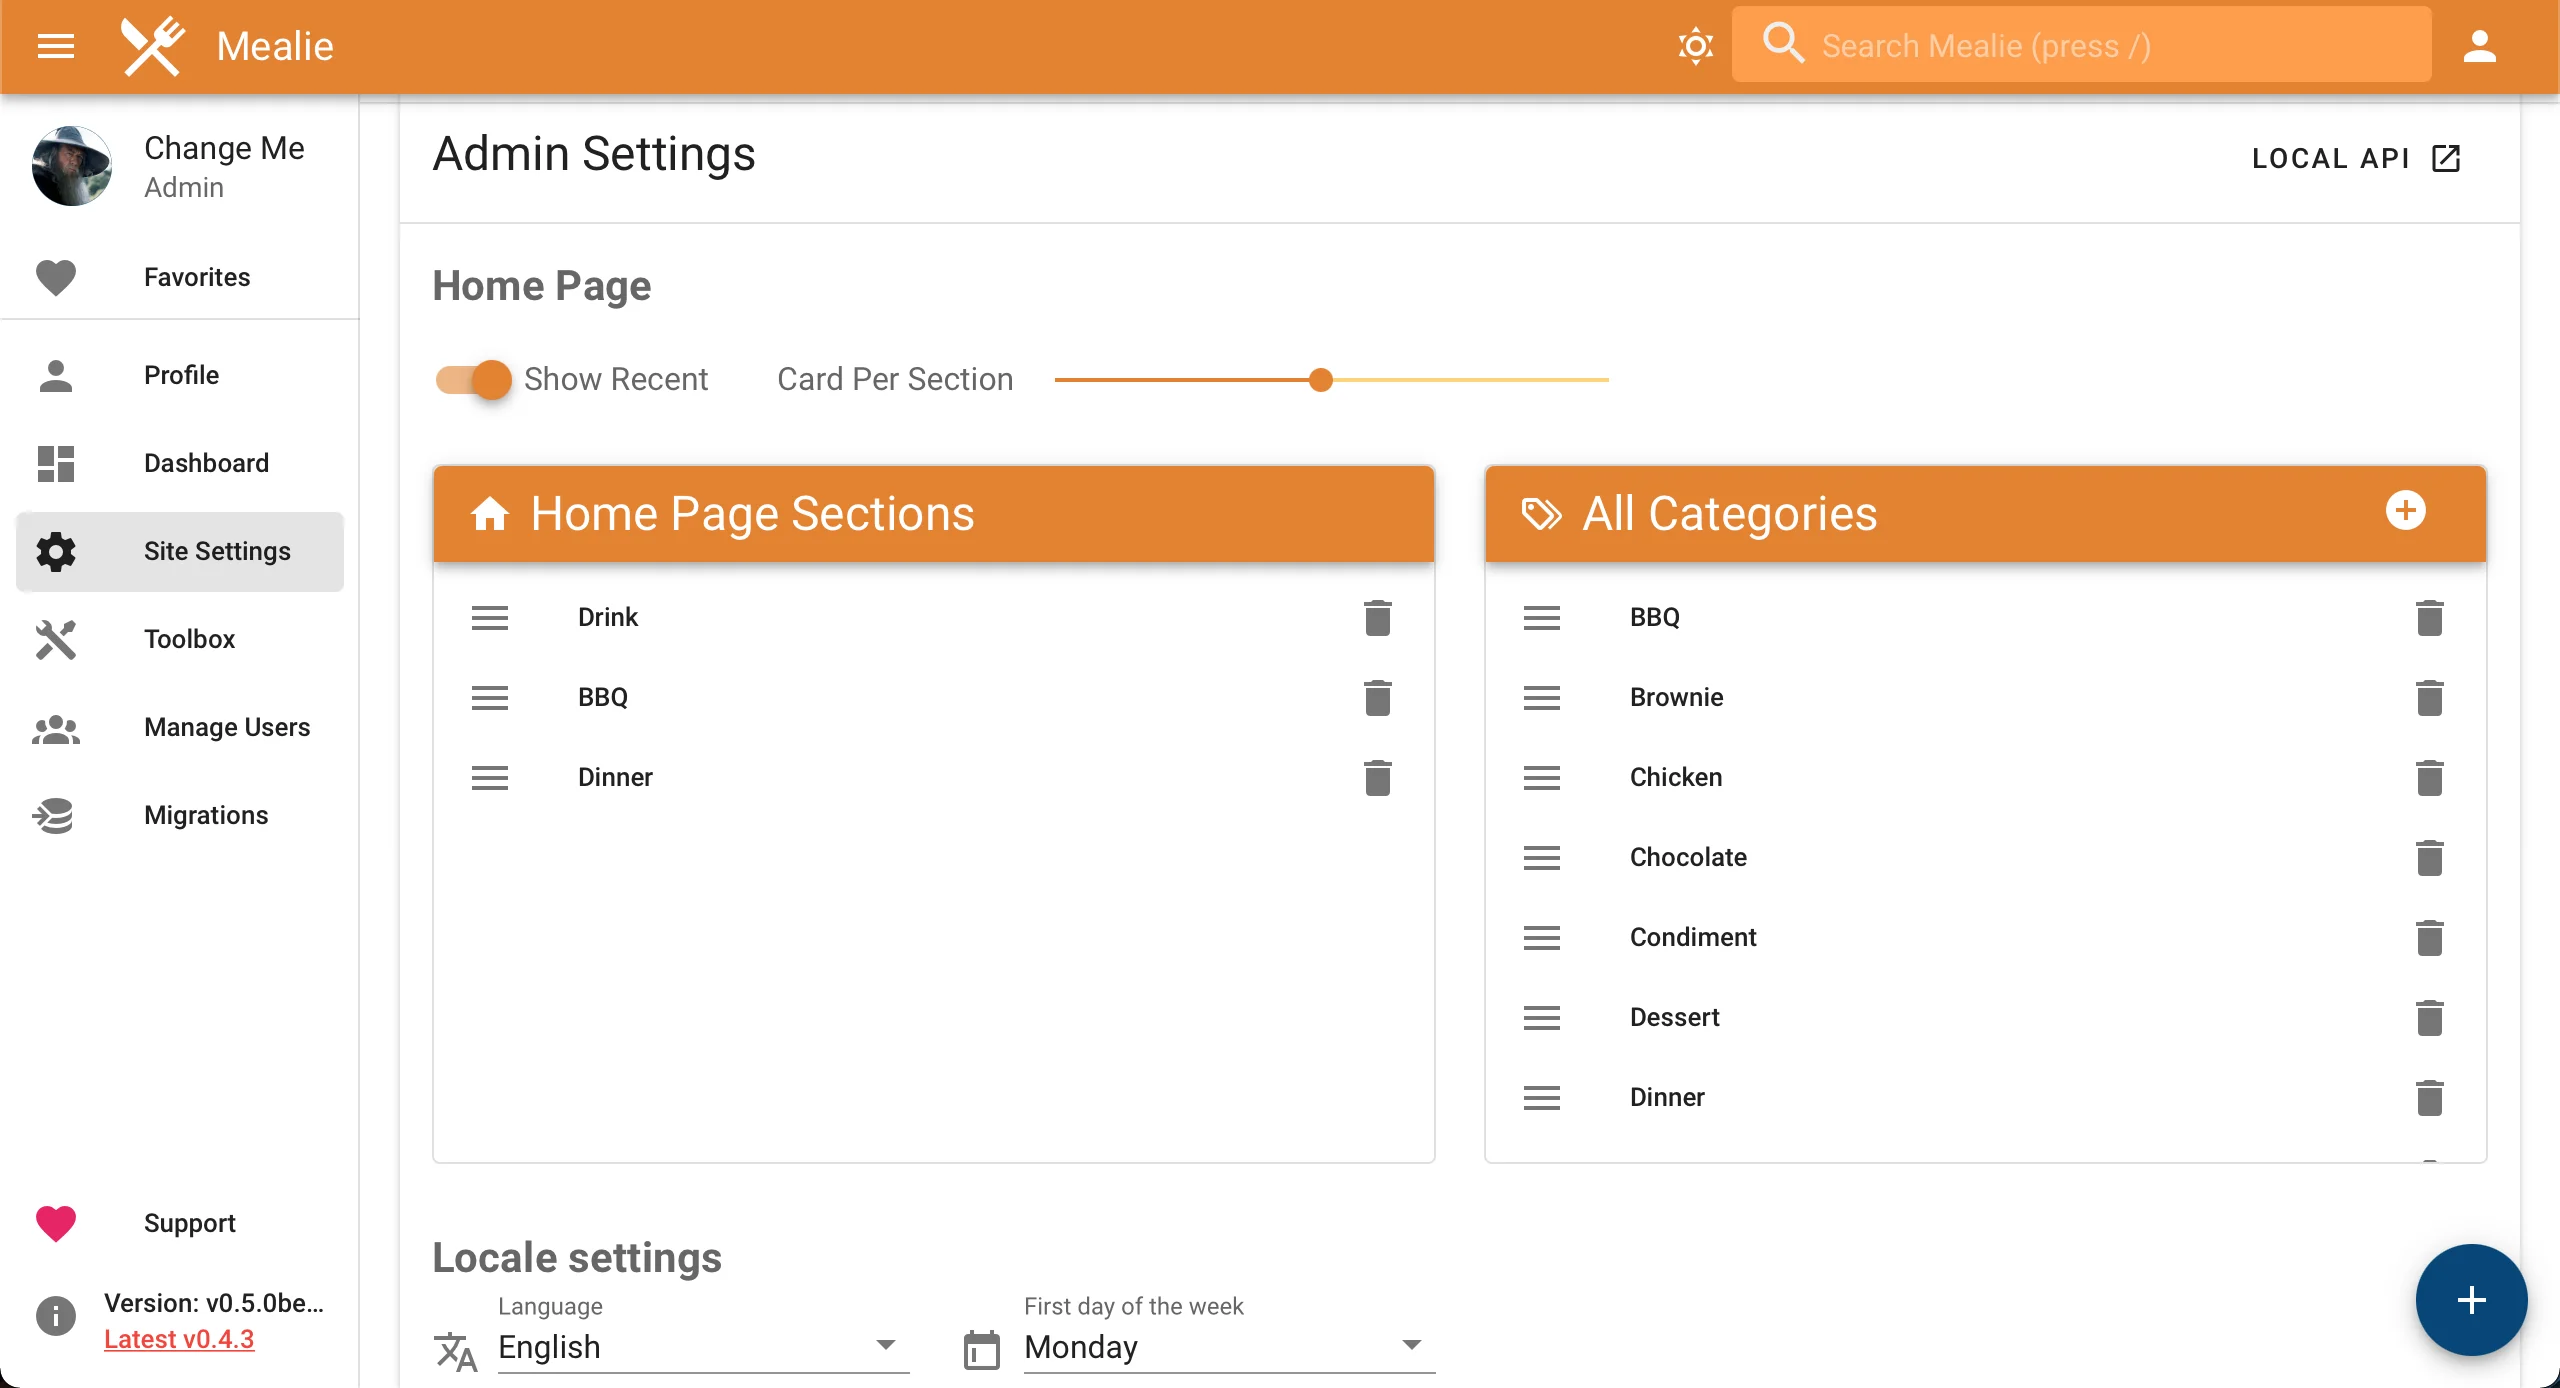 Mealie
Search Mealie (press /)
Change Me
Admin
Favorites
Profile
Dashboard
Site Settings
Toolbox
Manage Users
Migrations
Support
Version: v0.5.0be...
Latest v0.4.3
Admin Settings
LOCAL API
Home Page
Show Recent
Card Per Section
Home Page Sections
Drink
BBQ
Dinner
All Categories
BBQ
Brownie
Chicken
Chocolate
Condiment
Dessert
Dinner
Locale settings
Language
English
First day of the week
Monday